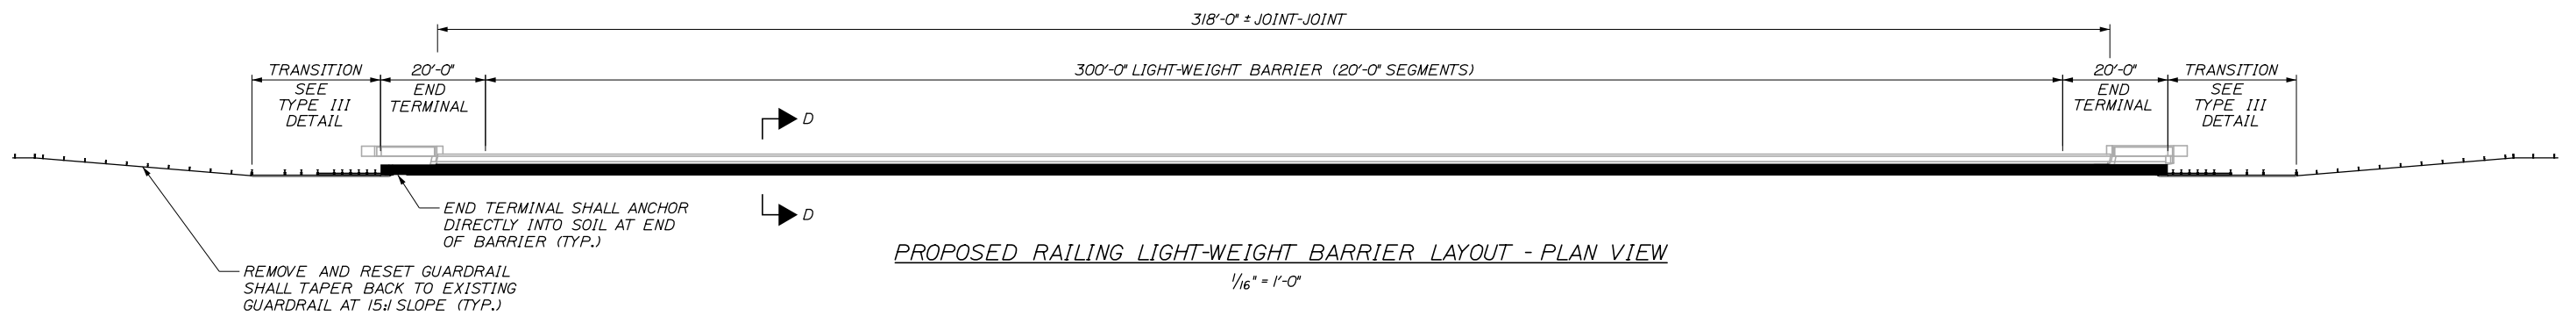 318'-0" ± JOINT-JOINT
TRANSITION
SEE
TYPE III
DETAIL
20'-0"
END
TERMINAL
300'-0" LIGHT-WEIGHT BARRIER (20'-0" SEGMENTS)
20'-0"
END
TERMINAL
TRANSITION
SEE
TYPE III
DETAIL
D
D
END TERMINAL SHALL ANCHOR
DIRECTLY INTO SOIL AT END
OF BARRIER (TYP.)
REMOVE AND RESET GUARDRAIL
SHALL TAPER BACK TO EXISTING
GUARDRAIL AT 15:1 SLOPE (TYP.)
PROPOSED RAILING LIGHT-WEIGHT BARRIER LAYOUT - PLAN VIEW
1/16" = 1'-0"